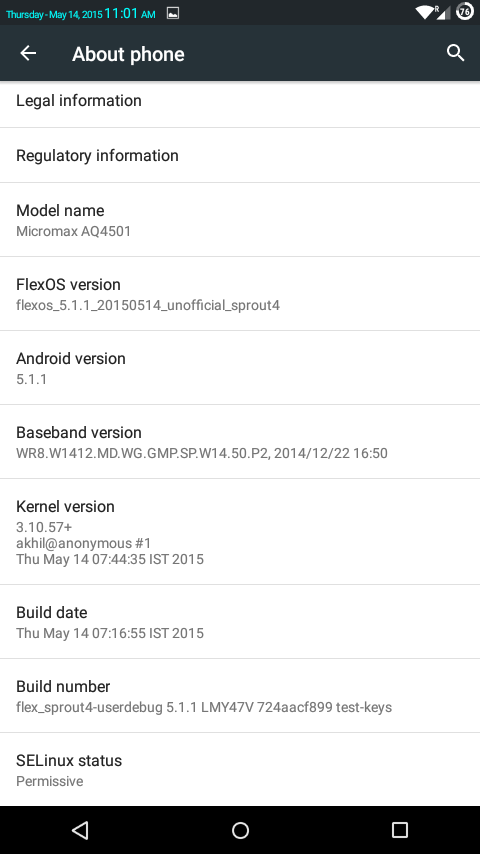 Thursday - May 14, 2015 11:01 AM R 76
About phone
Legal information
Regulatory information
Model name
Micromax AQ4501
FlexOS version
flexos_5.1.1_20150514_unofficial_sprout4
Android version
5.1.1
Baseband version
WR8.W1412.MD.WG.GMP.SP.W14.50.P2, 2014/12/22 16:50
Kernel version
3.10.57+
akhil@anonymous #1
Thu May 14 07:44:35 IST 2015
Build date
Thu May 14 07:16:55 IST 2015
Build number
flex_sprout4-userdebug 5.1.1 LMY47V 724aacf899 test-keys
SELinux status
Permissive